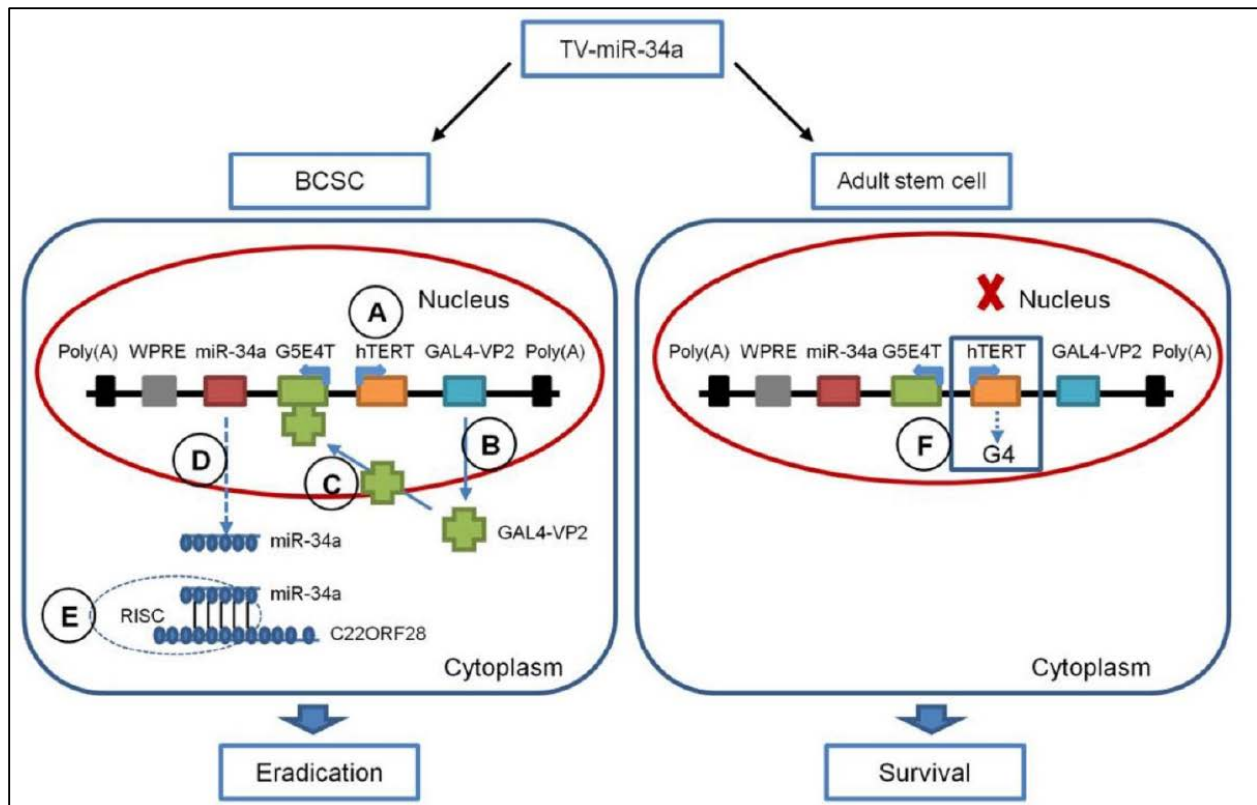 TV-miR-34a
BCSC
Adult stem cell
A
Nucleus
Poly(A) WPRE miR-34a G5E4T hTERT GAL4-VP2 Poly(A)
B
C
D
GAL4-VP2
miR-34a
miR-34a
E
RISC
C22ORF28
Cytoplasm
X
Nucleus
Poly(A) WPRE miR-34a G5E4T hTERT GAL4-VP2 Poly(A)
F
G4
Cytoplasm
Eradication
Survival